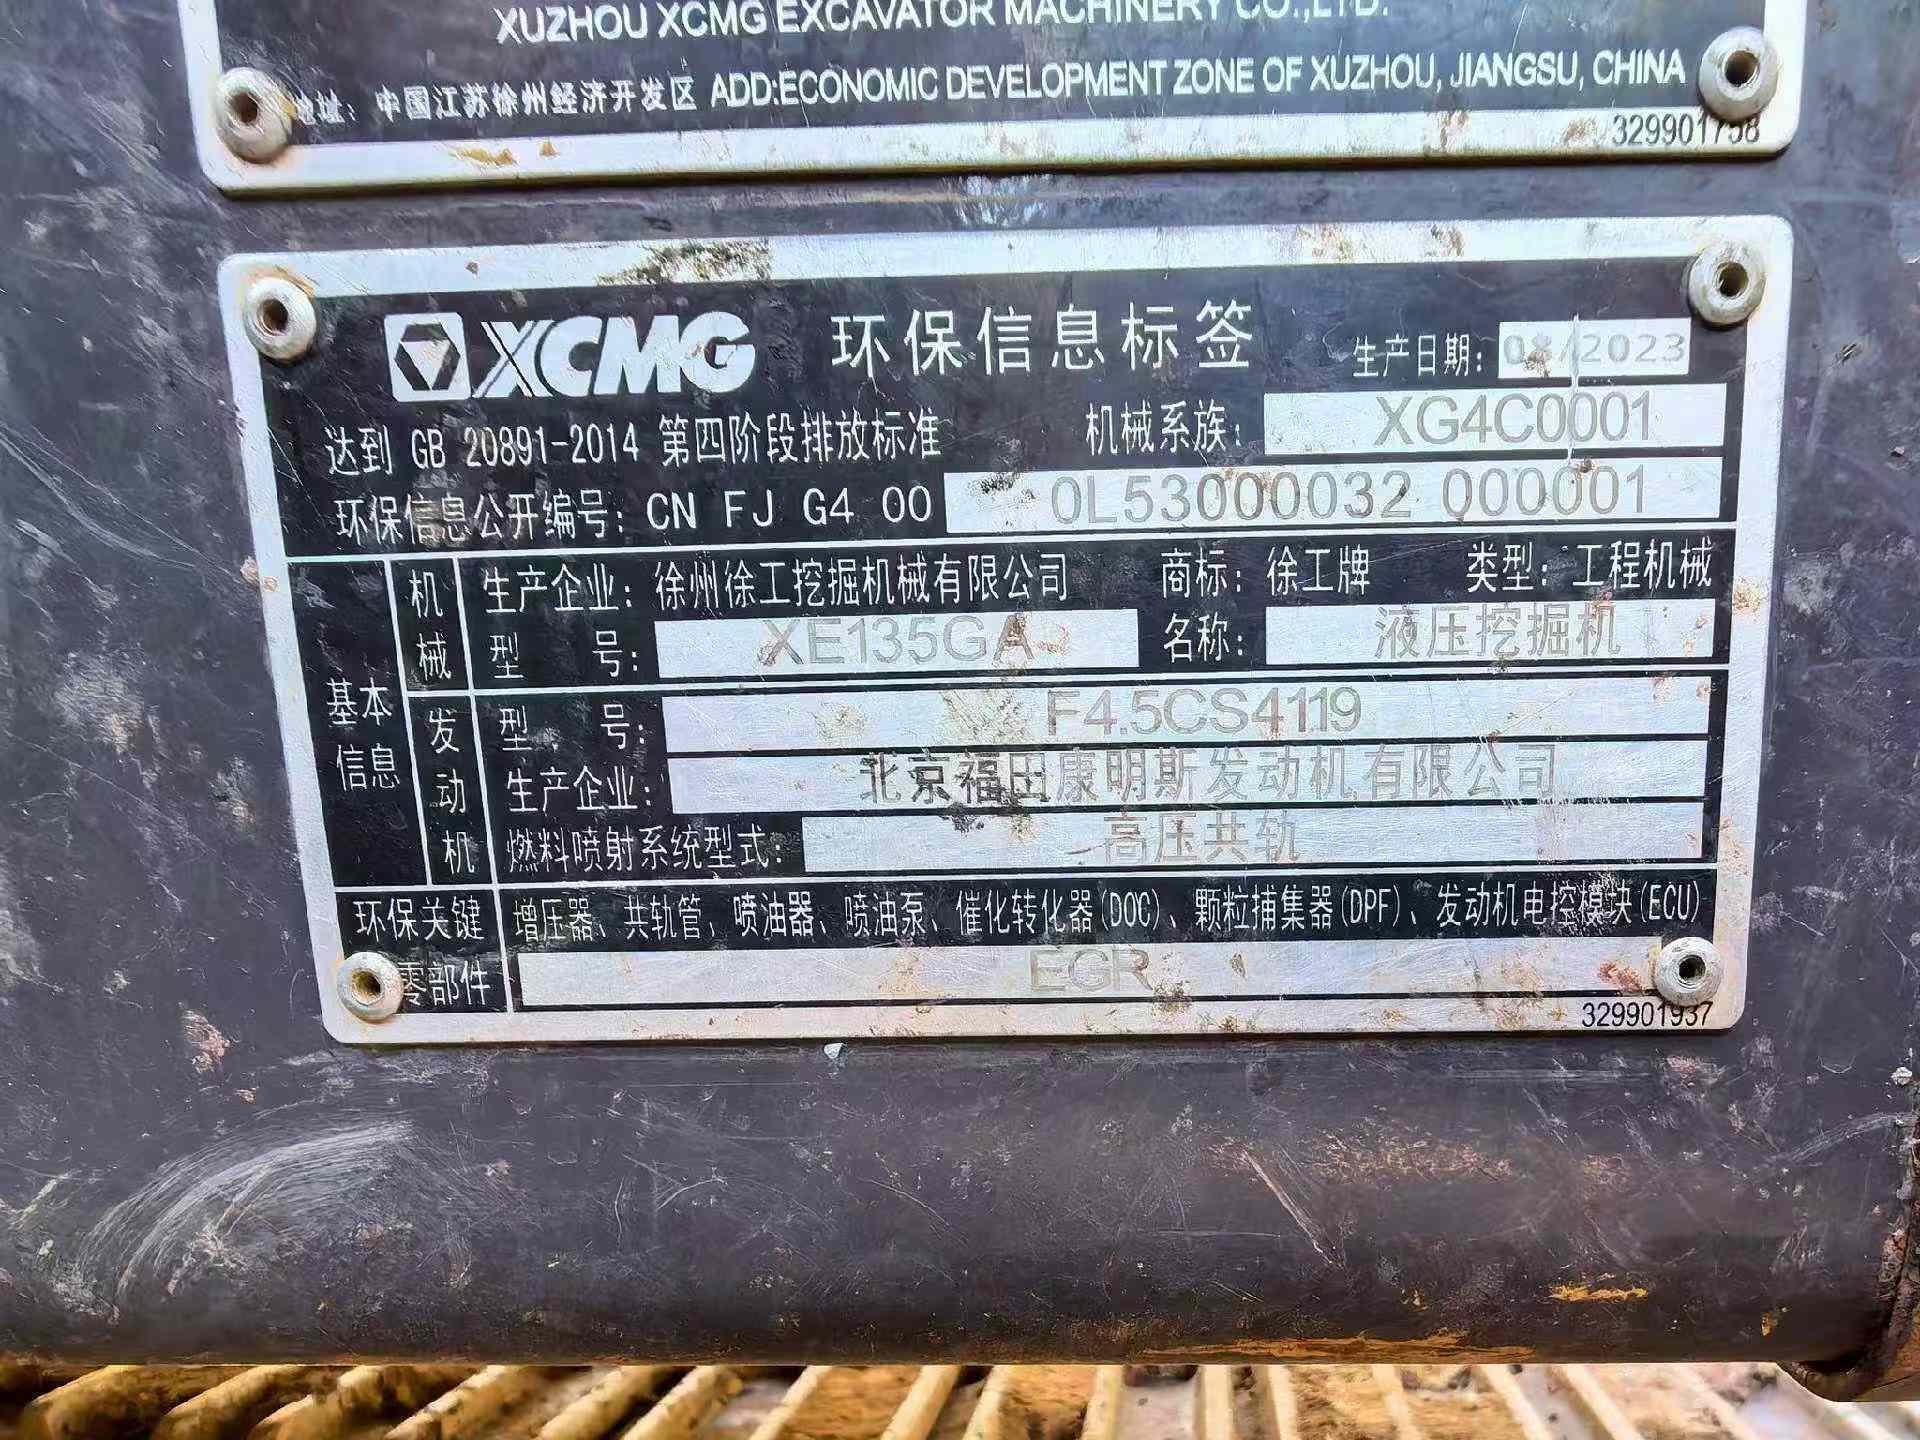 XUZHOU XCMG EXCAVATOR MACHINERY CO.,LTD.
地址: 中国江苏徐州经济开发区 ADD:ECONOMIC DEVELOPMENT ZONE OF XUZHOU, JIANGSU, CHINA
329901758
XCMG 环保信息标签 生产日期: 08/2023
达到 GB 20891-2014 第四阶段排放标准 机械系族: XG4C0001
环保信息公开编号: CN FJ G4 00 0L53000032 000001
基本信息
机械
生产企业: 徐州徐工挖掘机械有限公司 商标: 徐工牌 类型: 工程机械
型 号: XE135GA 名称: 液压挖掘机
发动机
型 号: F4.5CS4119
生产企业: 北京福田康明斯发动机有限公司
燃料喷射系统型式: 高压共轨
环保关键零部件
增压器、共轨管、喷油器、喷油泵、催化转化器(DOC)、颗粒捕集器(DPF)、发动机电控模块(ECU)
EGR
329901937